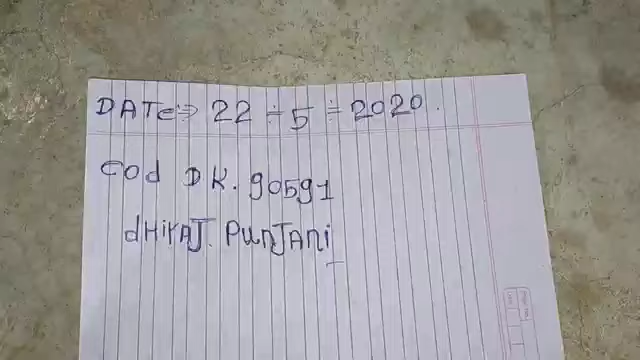 DATe⇒ 22 ÷ 5 ÷ 2020.
Cod DK. 90591
dHirAJ. PunJAni